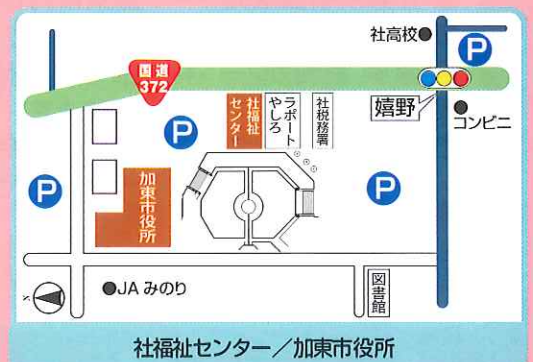 社高校
P
国道
372
嬉野
コンビニ
P
社福祉
センター
ラポート
やしろ
社税務署
P
P
加東市役所
JA みのり
図書館
社福祉センター／加東市役所